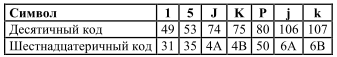 Символ 1 5 J K P j k
Десятичный код 49 53 74 75 80 106 107
Шестнадцатеричный код 31 35 4A 4B 50 6A 6B